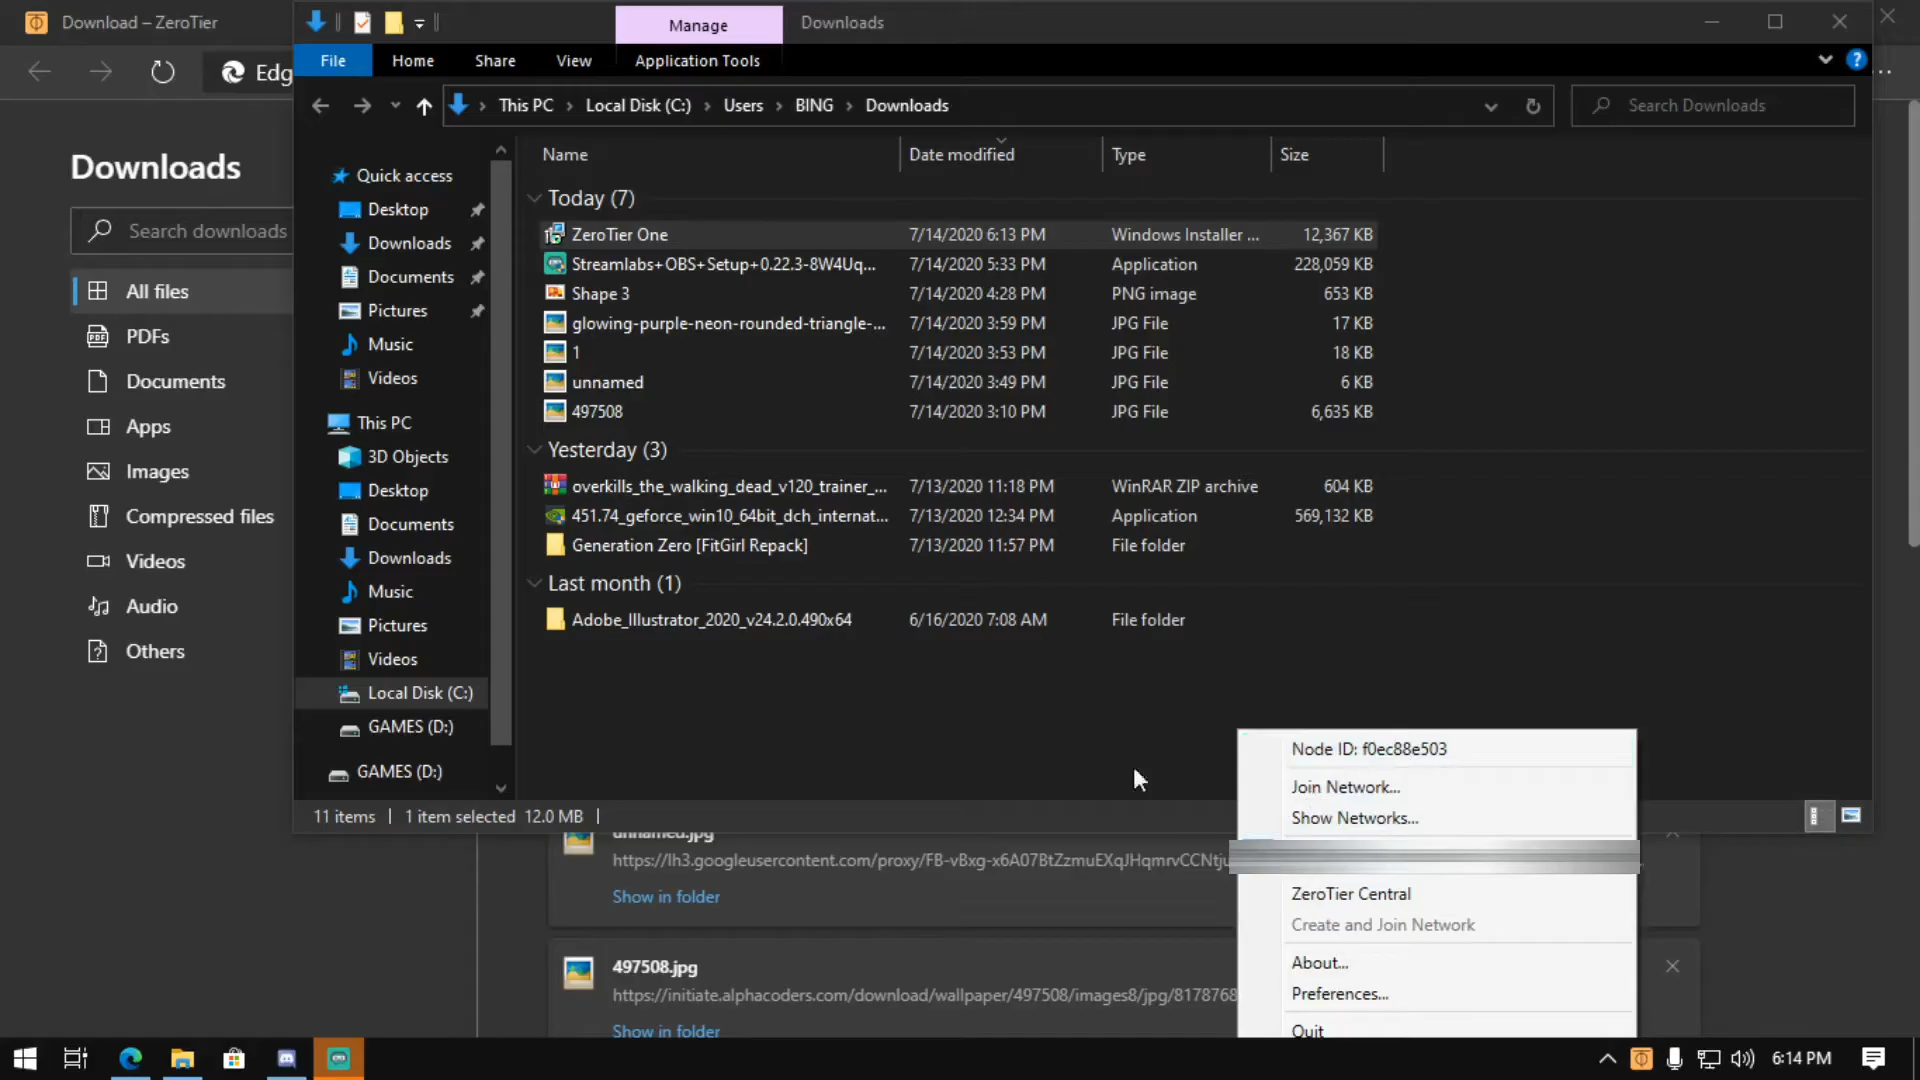 Download – ZeroTier
Manage
Downloads
Edg
File
Home
Share
View
Application Tools
This PC
Local Disk (C:)
Users
BING
Downloads
Search Downloads
Downloads
Search downloads
All files
PDFs
Documents
Apps
Images
Compressed files
Videos
Audio
Others
Quick access
Desktop
Downloads
Documents
Pictures
Music
Videos
This PC
3D Objects
Desktop
Documents
Downloads
Music
Pictures
Videos
Local Disk (C:)
GAMES (D:)
GAMES (D:)
Name Date modified Type Size
Today (7)
ZeroTier One 7/14/2020 6:13 PM Windows Installer ... 12,367 KB
Streamlabs+OBS+Setup+0.22.3-8W4Uq... 7/14/2020 5:33 PM Application 228,059 KB
Shape 3 7/14/2020 4:28 PM PNG image 653 KB
glowing-purple-neon-rounded-triangle-... 7/14/2020 3:59 PM JPG File 17 KB
1 7/14/2020 3:53 PM JPG File 18 KB
unnamed 7/14/2020 3:49 PM JPG File 6 KB
497508 7/14/2020 3:10 PM JPG File 6,635 KB
Yesterday (3)
overkills_the_walking_dead_v120_trainer_... 7/13/2020 11:18 PM WinRAR ZIP archive 604 KB
451.74_geforce_win10_64bit_dch_internat... 7/13/2020 12:34 PM Application 569,132 KB
Generation Zero [FitGirl Repack] 7/13/2020 11:57 PM File folder
Last month (1)
Adobe_Illustrator_2020_v24.2.0.490x64 6/16/2020 7:08 AM File folder
11 items
1 item selected 12.0 MB
unnamed.jpg
https://lh3.googleusercontent.com/proxy/FB-vBxg-x6A07BtZzmuEXqJHqmrvCCNtju
Show in folder
497508.jpg
https://initiate.alphacoders.com/download/wallpaper/497508/images8/jpg/8178768
Show in folder
Node ID: f0ec88e503
Join Network...
Show Networks...
ZeroTier Central
Create and Join Network
About...
Preferences...
Quit
6:14 PM